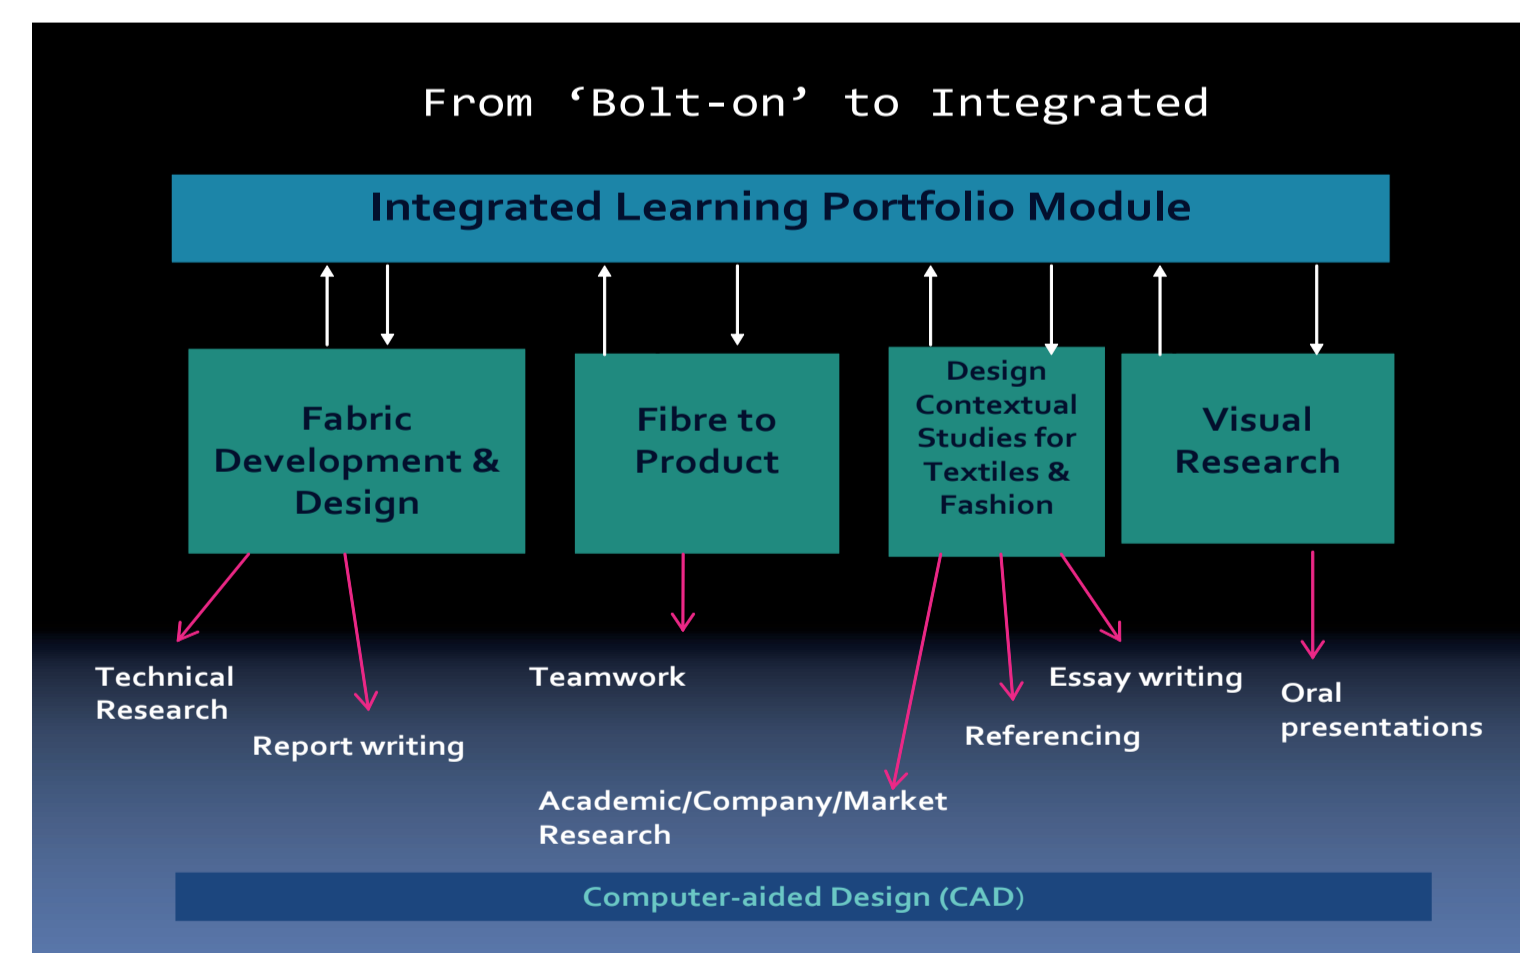 From ‘Bolt-on’ to Integrated
Integrated Learning Portfolio Module
Fabric
Development &
Design
Fibre to
Product
Design
Contextual
Studies for
Textiles &
Fashion
Visual
Research
Technical
Research
Report writing
Teamwork
Academic/Company/Market
Research
Referencing
Essay writing
Oral
presentations
Computer-aided Design (CAD)